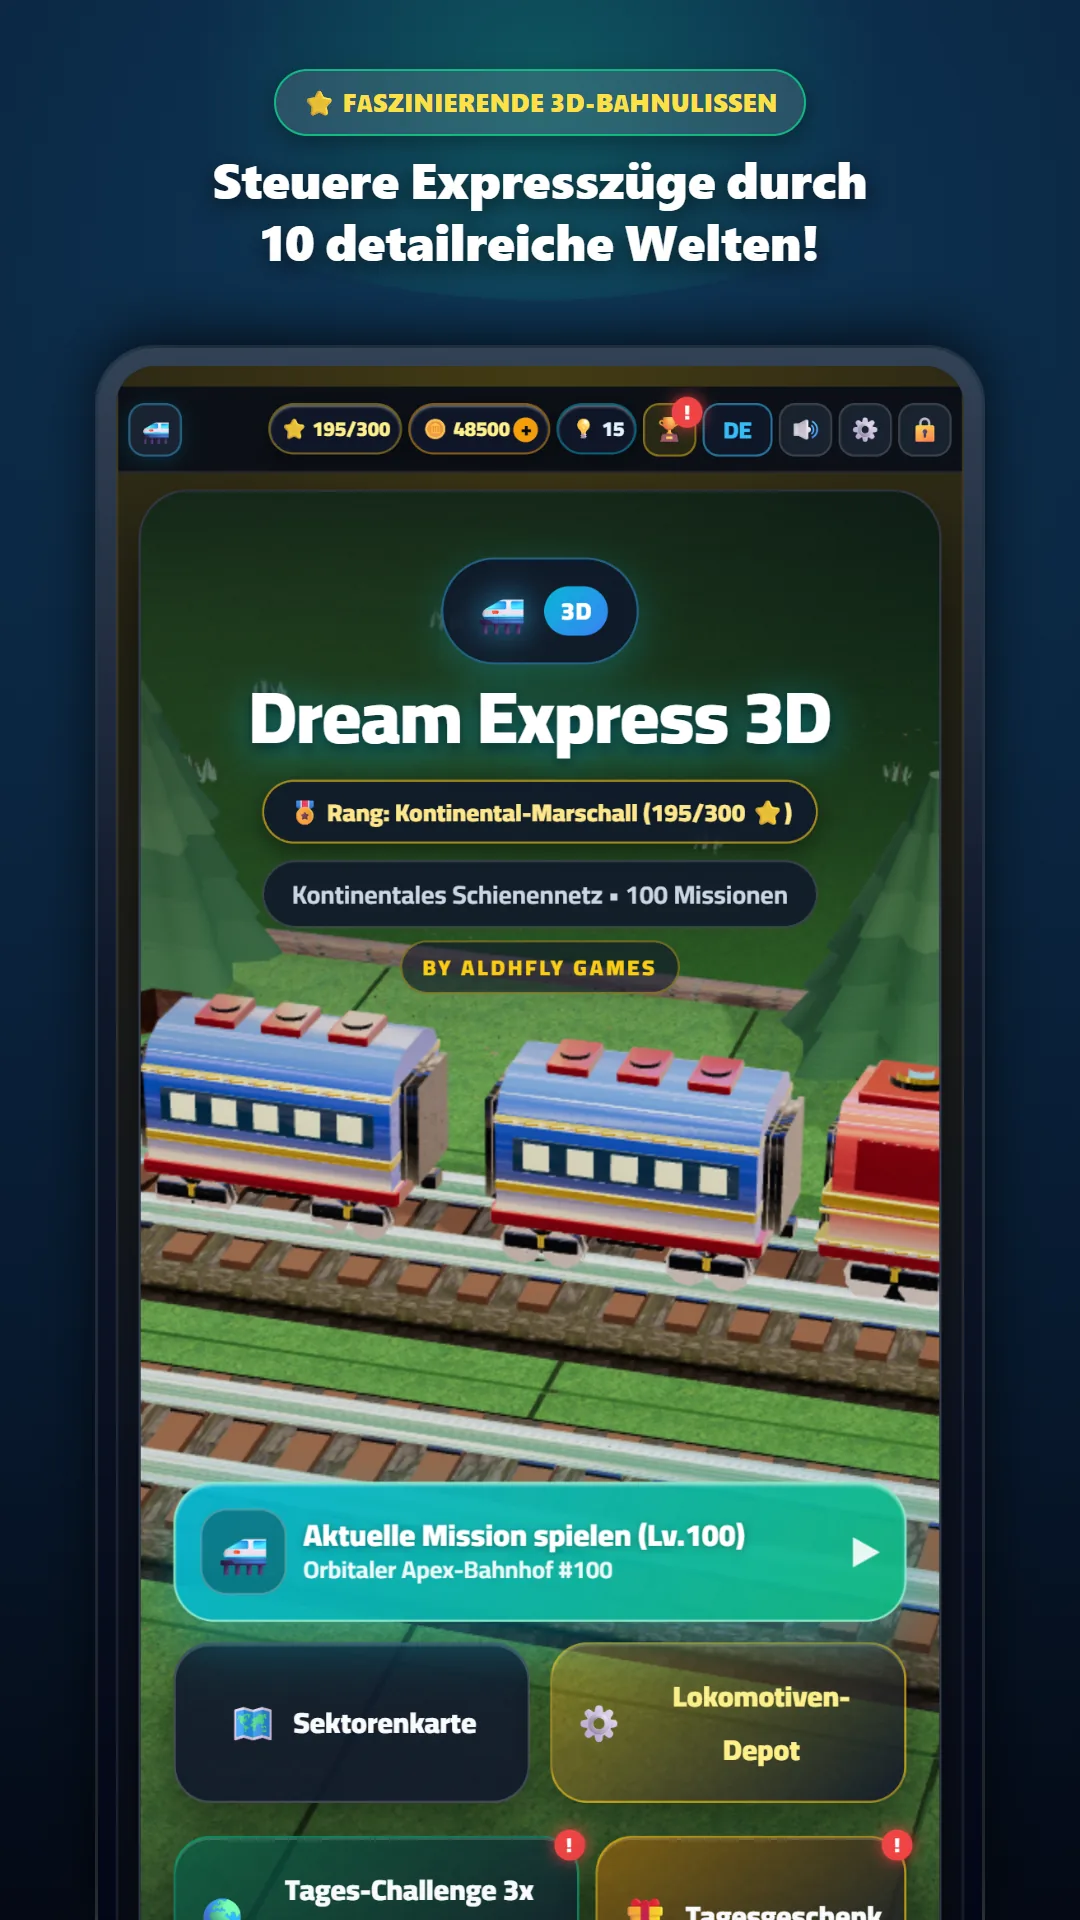 FASZINIERENDE 3D-BAHNULISSEN
Steuere Expresszüge durch
10 detailreiche Welten!
195/300
48500 +
15
!
DE
3D
Dream Express 3D
Rang: Kontinental-Marschall (195/300 ⭐)
Kontinentales Schienennetz • 100 Missionen
BY ALDHFLY GAMES
Aktuelle Mission spielen (Lv.100)
Orbitaler Apex-Bahnhof #100
Sektorenkarte
Lokomotiven-
Depot
!
!
Tages-Challenge 3x
Tagesgeschenk